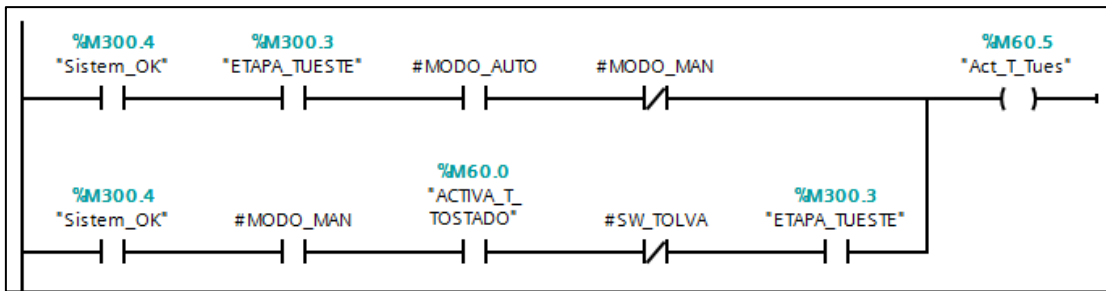 %M300.4 %M300.3 %M60.5
"Sistem_OK" "ETAPA_TUESTE" #MODO_AUTO #MODO_MAN "Act_T_Tues"
%M60.0
%M300.4 "ACTIVA_T_ %M300.3
"Sistem_OK" #MODO_MAN TOSTADO" #SW_TOLVA "ETAPA_TUESTE"